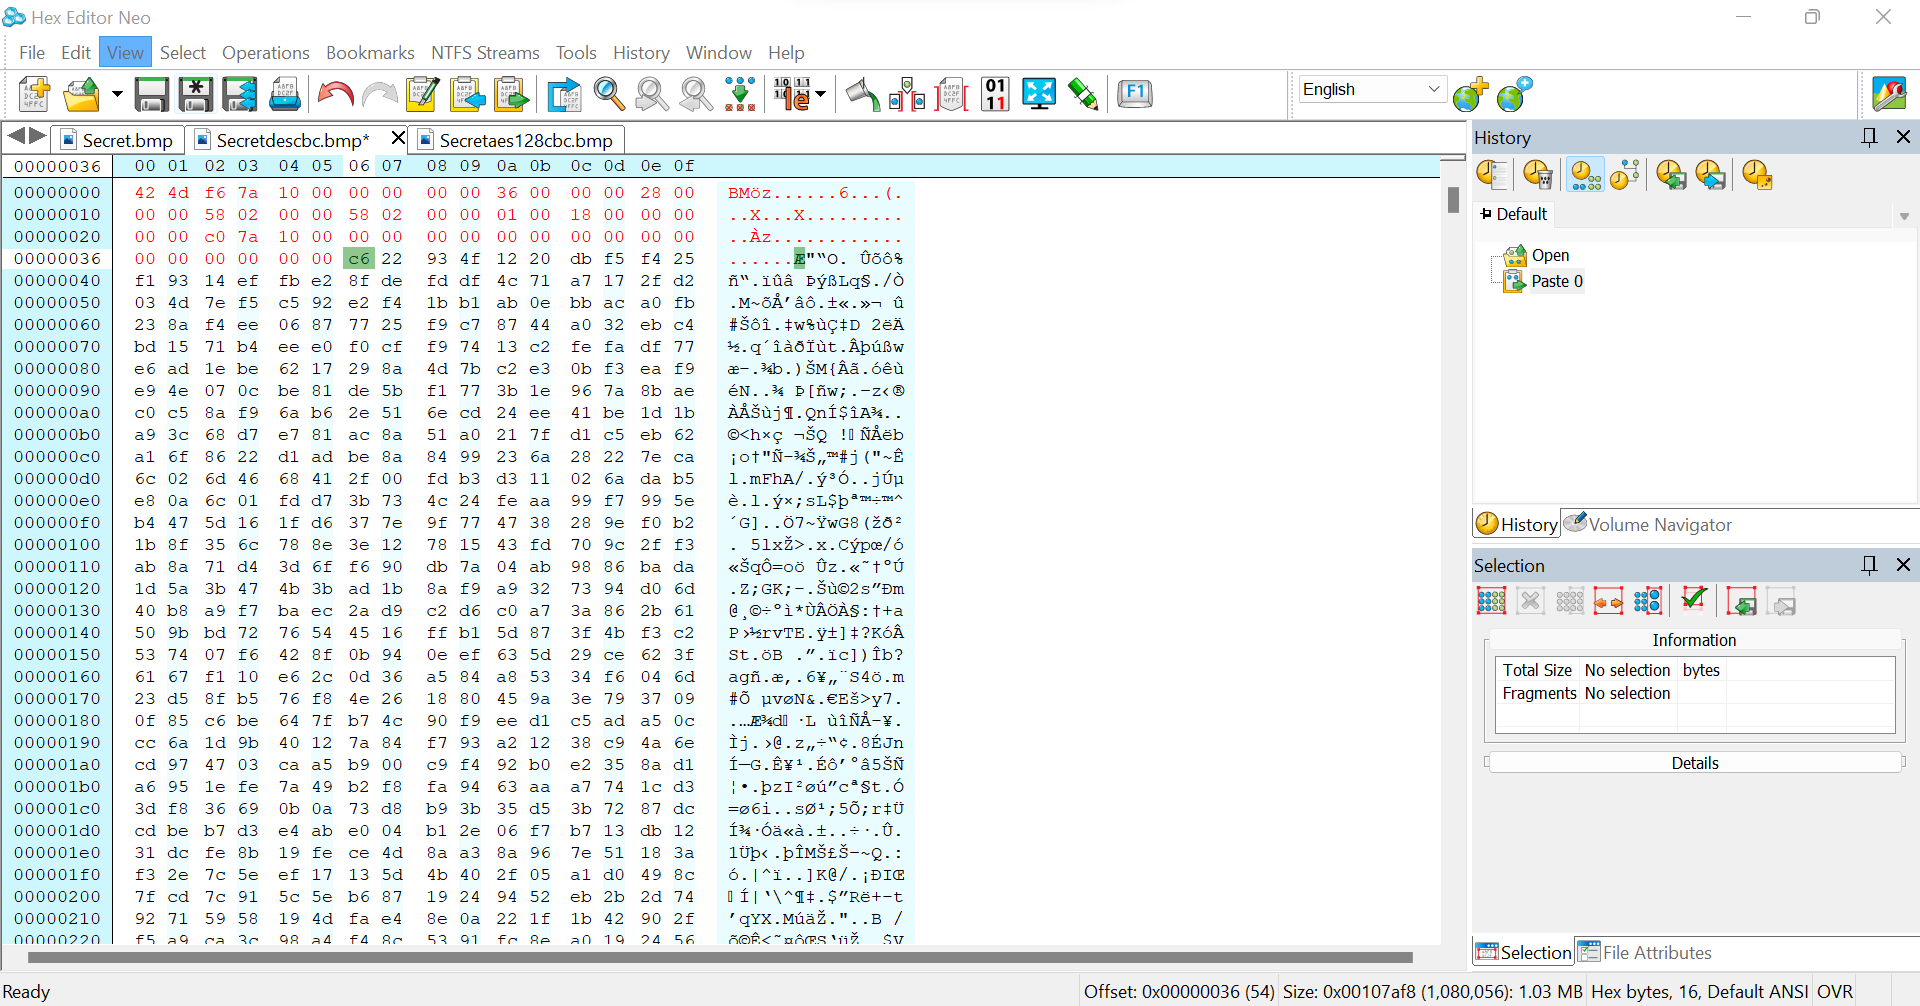 Hex Editor Neo
File Edit View Select Operations Bookmarks NTFS Streams Tools History Window Help
English
Secret.bmp Secretdescbc.bmp* Secretaes128cbc.bmp
00000036 00 01 02 03 04 05 06 07 08 09 0a 0b 0c 0d 0e 0f
00000000 42 4d f6 7a 10 00 00 00 00 00 36 00 00 00 28 00 BMöz......6...(.
00000010 00 00 58 02 00 00 58 02 00 00 01 00 18 00 00 00 ..X...X.........
00000020 00 00 c0 7a 10 00 00 00 00 00 00 00 00 00 00 00 ..Àz............
00000036 00 00 00 00 00 00 c6 22 93 4f 12 20 db f5 f4 25 ......Æ"“O. Ûõô%
00000040 f1 93 14 ef fb e2 8f de fd df 4c 71 a7 17 2f d2 ñ“.ïûâ ÞýßLq§./Ò
00000050 03 4d 7e f5 c5 92 e2 f4 1b b1 ab 0e bb ac a0 fb .M~õÅ’âô.±«.»¬ û
00000060 23 8a f4 ee 06 87 77 25 f9 c7 87 44 a0 32 eb c4 #Šôî.‡w%ùÇ‡D 2ëÄ
00000070 bd 15 71 b4 ee e0 f0 cf f9 74 13 c2 fe fa df 77 ½.q´îàðÏùt.Âþúßw
00000080 e6 ad 1e be 62 17 29 8a 4d 7b c2 e3 0b f3 ea f9 æ-.¾b.)ŠM{Âã.óêù
00000090 e9 4e 07 0c be 81 de 5b f1 77 3b 1e 96 7a 8b ae éN..¾ Þ[ñw;.–z‹®
000000a0 c0 c5 8a f9 6a b6 2e 51 6e cd 24 ee 41 be 1d 1b ÀÅŠùj¶.QnÍ$îA¾..
000000b0 a9 3c 68 d7 e7 81 ac 8a 51 a0 21 7f d1 c5 eb 62 ©<h×ç ¬ŠQ !ÑÅëb
000000c0 a1 6f 86 22 d1 ad be 8a 84 99 23 6a 28 22 7e ca ¡o†"Ñ-¾Š„™#j("~Ê
000000d0 6c 02 6d 46 68 41 2f 00 fd b3 d3 11 02 6a da b5 l.mFhA/.ý³Ó..jÚµ
000000e0 e8 0a 6c 01 fd d7 3b 73 4c 24 fe aa 99 f7 99 5e è.l.ý×;sL$þª™÷™^
000000f0 b4 47 5d 16 1f d6 37 7e 9f 77 47 38 28 9e f0 b2 ´G]..Ö7~ŸwG8(žð²
00000100 1b 8f 35 6c 78 8e 3e 12 78 15 43 fd 70 9c 2f f3 . 5lxŽ>.x.Cýpœ/ó
00000110 ab 8a 71 d4 3d 6f f6 90 db 7a 04 ab 98 86 ba da «ŠqÔ=oö Ûz.«˜†ºÚ
00000120 1d 5a 3b 47 4b 3b ad 1b 8a f9 a9 32 73 94 d0 6d .Z;GK;-.Šù©2s”Ðm
00000130 40 b8 a9 f7 ba ec 2a d9 c2 d6 c0 a7 3a 86 2b 61 @¸©÷ºì*ÙÂÖÀ§:†+a
00000140 50 9b bd 72 76 54 45 16 ff b1 5d 87 3f 4b f3 c2 P›½rvTE.ÿ±]‡?KóÂ
00000150 53 74 07 f6 42 8f 0b 94 0e ef 63 5d 29 ce 62 3f St.öB .”.ïc])Îb?
00000160 61 67 f1 10 e6 2c 0d 36 a5 84 a8 53 34 f6 04 6d agñ.æ,.6¥„¨S4ö.m
00000170 23 d5 8f b5 76 f8 4e 26 18 80 45 9a 3e 79 37 09 #Õ µvøN&.€Eš>y7.
00000180 0f 85 c6 be 64 7f b7 4c 90 f9 ee d1 c5 ad a5 0c .…Æ¾d·L ùîÑÅ-¥.
00000190 cc 6a 1d 9b 40 12 7a 84 f7 93 a2 12 38 c9 4a 6e Ìj.›@.z„÷“¢.8ÉJn
000001a0 cd 97 47 03 ca a5 b9 00 c9 f4 92 b0 e2 35 8a d1 Í—G.Ê¥¹.Éô’°â5ŠÑ
000001b0 a6 95 1e fe 7a 49 b2 f8 fa 94 63 aa a7 74 1c d3 ¦•.þzI²øú”cª§t.Ó
000001c0 3d f8 36 69 0b 0a 73 d8 b9 3b 35 d5 3b 72 87 dc =ø6i..sØ¹;5Õ;r‡Ü
000001d0 cd be b7 d3 e4 ab e0 04 b1 2e 06 f7 b7 13 db 12 Í¾·Óä«à.±..÷·.Û.
000001e0 31 dc fe 8b 19 fe ce 4d 8a a3 8a 96 7e 51 18 3a 1Üþ‹.þÎMŠ£Š–~Q.:
000001f0 f3 2e 7c 5e ef 17 13 5d 4b 40 2f 05 a1 d0 49 8c ó.|^ï..]K@/.¡ÐIŒ
00000200 7f cd 7c 91 5c 5e b6 87 19 24 94 52 eb 2b 2d 74 Í|‘\^¶‡.$”Rë+-t
00000210 92 71 59 58 19 4d fa e4 8e 0a 22 1f 1b 42 90 2f ’qYX.MúäŽ."..B /
00000220 f5 a9 ca 3c 98 a4 f4 8c 53 91 fc 8e a0 19 24 56 õ©Ê<˜¤ôŒS‘üŽ .$V
History
Default
Open
Paste 0
History Volume Navigator
Selection
Information
Total Size No selection bytes
Fragments No selection
Details
Selection File Attributes
Ready Offset: 0x00000036 (54) Size: 0x00107af8 (1,080,056): 1.03 MB Hex bytes, 16, Default ANSI OVR